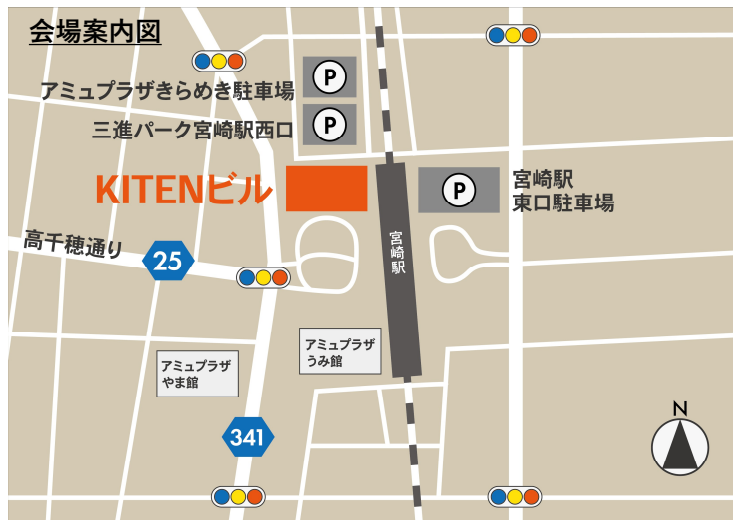 会場案内図
アミュプラザきらめき駐車場
P
三進パーク宮崎駅西口
P
KITENビル
P
宮崎駅
東口駐車場
高千穂通り
25
宮崎駅
アミュプラザ
うみ館
アミュプラザ
やま館
341
N